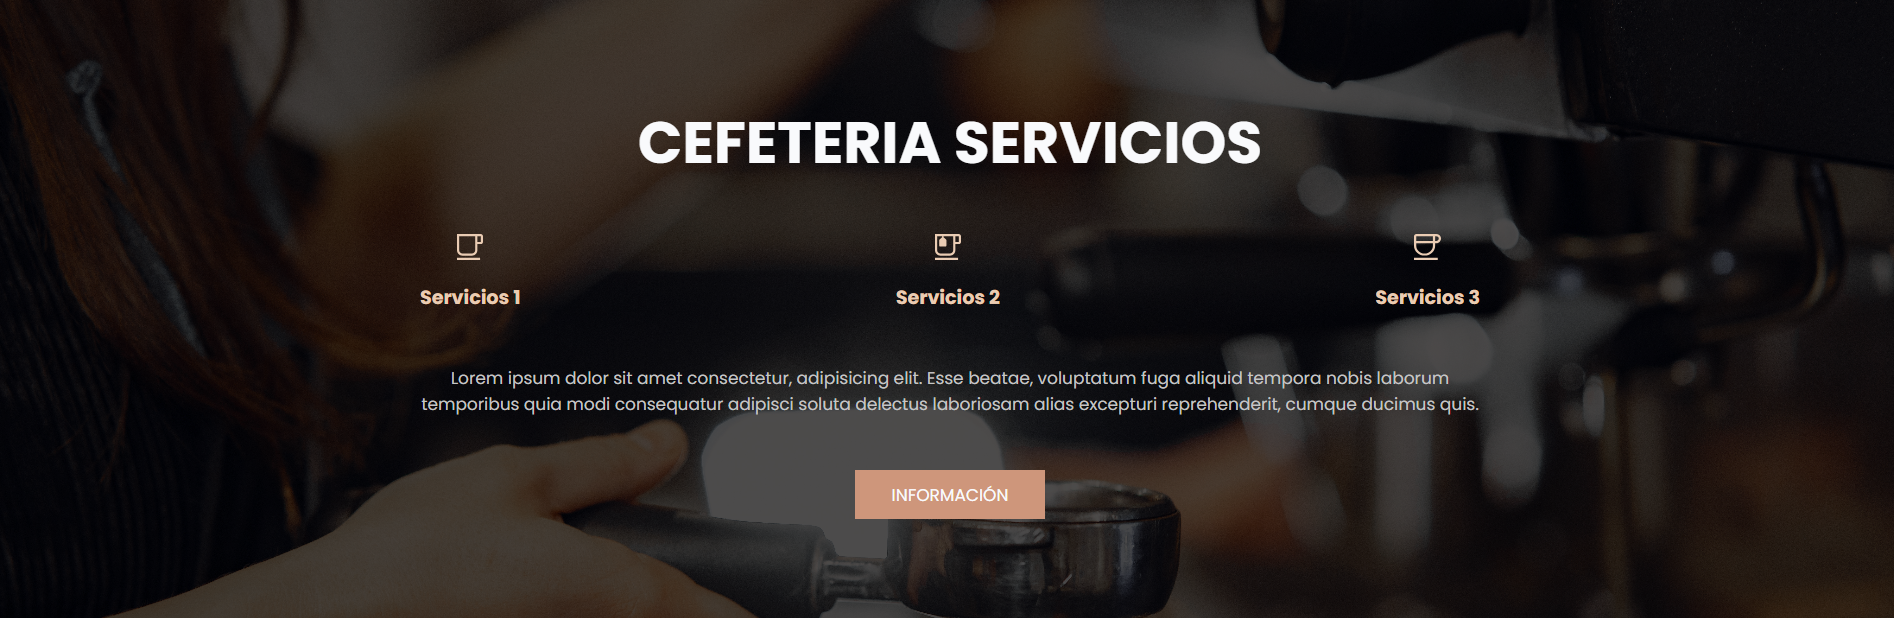 CEFETERIA SERVICIOS
Servicios 1
Servicios 2
Servicios 3
Lorem ipsum dolor sit amet consectetur, adipisicing elit. Esse beatae, voluptatum fuga aliquid tempora nobis laborum
temporibus quia modi consequatur adipisci soluta delectus laboriosam alias excepturi reprehenderit, cumque ducimus quis.
INFORMACIÓN